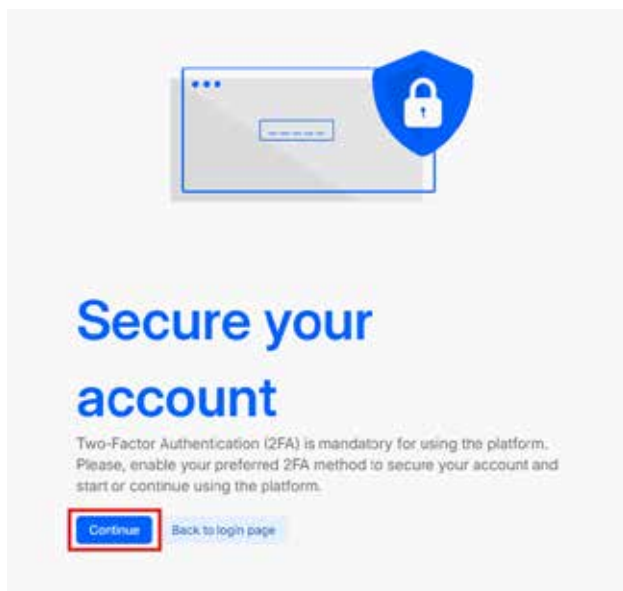 Secure your
account
Two-Factor Authentication (2FA) is mandatory for using the platform.
Please, enable your preferred 2FA method to secure your account and
start or continue using the platform.
Continue Back to login page